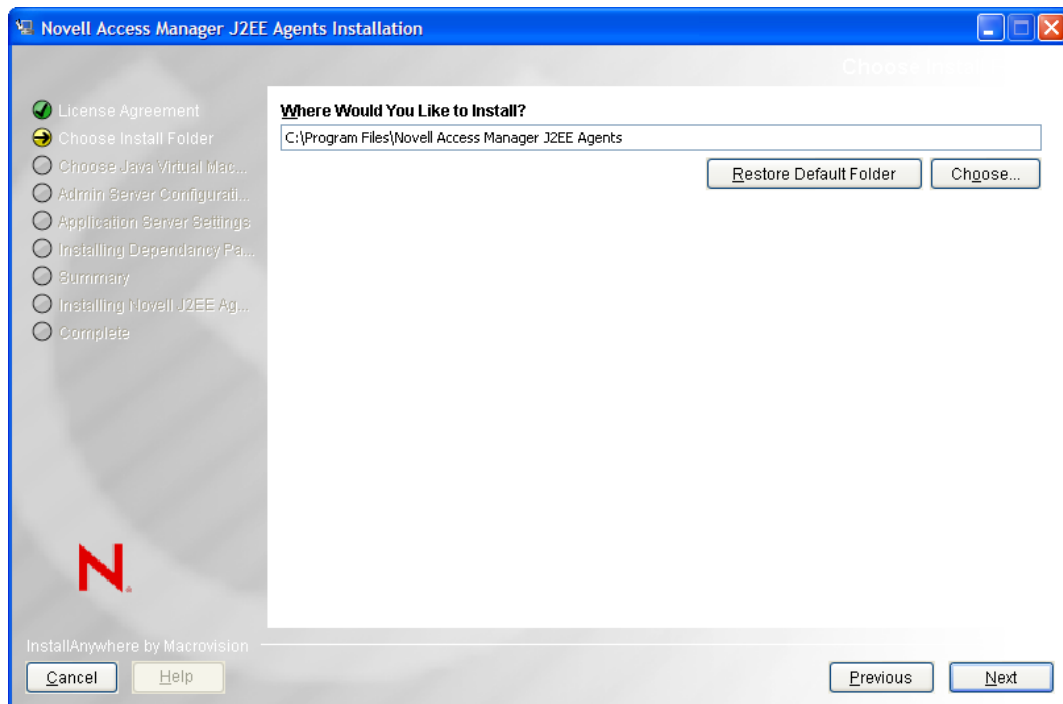 Novell Access Manager J2EE Agents Installation
License Agreement
Choose Install Folder
Choose Java Virtual Mac...
Admin Server Configurati...
Application Server Settings
Installing Dependancy Pa...
Summary
Installing Novell J2EE Ag...
Complete
Choose
Where Would You Like to Install?
C:\Program Files\Novell Access Manager J2EE Agents
Restore Default Folder
Choose...
N
InstallAnywhere by Macrovision
Cancel
Help
Previous
Next